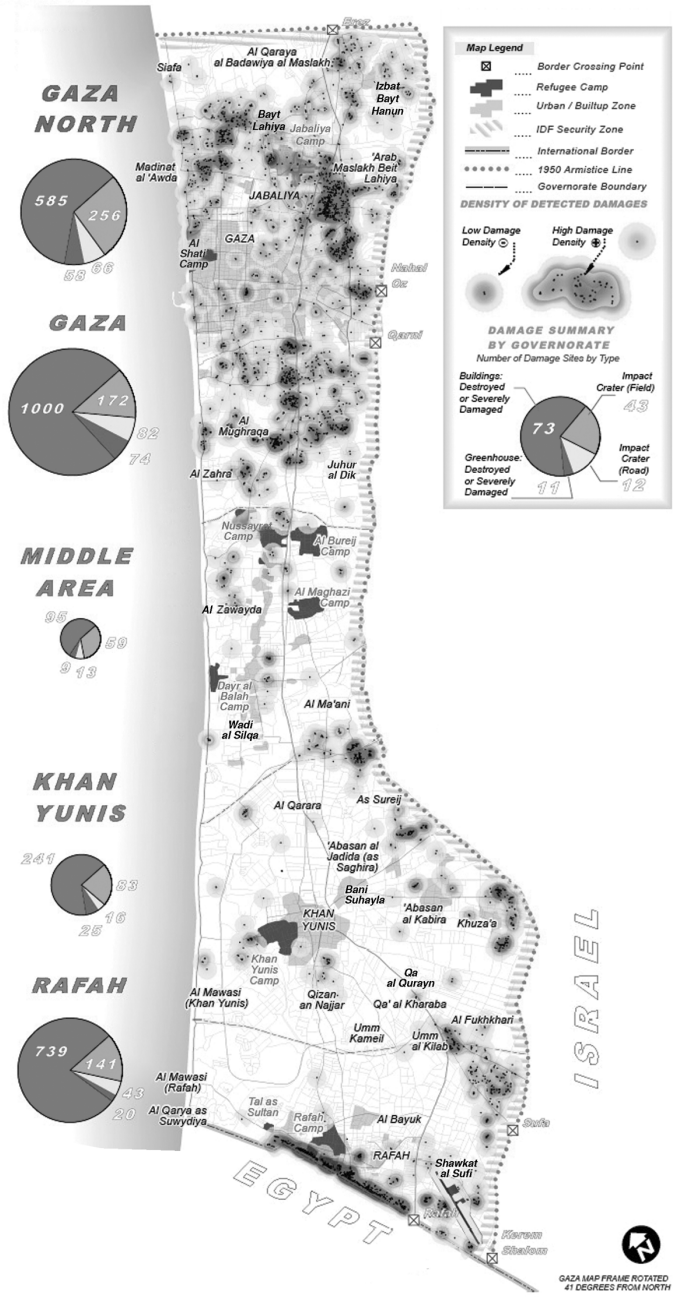 Erez
Al Qaraya
al Badawiya al Maslakh
Siafa
GAZA
NORTH
585
256
66
58
Izbat
Bayt
Hanun
Bayt
Lahiya
Jabaliya
Camp
Madinat
al 'Awda
'Arab
Maslakh Beit
Lahiya
JABALIYA
GAZA
Al
Shati
Camp
Nahal
Oz
Qarni
GAZA
1000
172
82
74
Al
Mughraqa
Al Zahra
Juhur
al Dik
Nussayrat
Camp
Al Bureij
Camp
MIDDLE
AREA
95
59
9
13
Al Maghazi
Camp
Al Zawayda
Dayr al
Balah
Camp
Al Ma'ani
Wadi
al Silqa
KHAN
YUNIS
241
83
16
25
Al Qarara
As Sureij
'Abasan al
Jadida (as
Saghira)
Bani
Suhayla
'Abasan
al Kabira
Khuza'a
KHAN
YUNIS
Khan
Yunis
Camp
Al Mawasi
(Khan Yunis)
Qizan
an Najjar
Qa
al Qurayn
Qa' al Kharaba
Umm
Kameil
Umm
al Kilab
Al Fukhkhari
RAFAH
739
141
43
20
Al Mawasi
(Rafah)
Al Qarya as
Suwydiya
Tal as
Sultan
Rafah
Camp
Al Bayuk
RAFAH
Shawkat
al Sufi
Sufa
Rafah
Kerem
Shalom
EGYPT
ISRAEL
Map Legend
..... Border Crossing Point
..... Refugee Camp
..... Urban / Builtup Zone
..... IDF Security Zone
..... International Border
..... 1950 Armistice Line
..... Governorate Boundary
DENSITY OF DETECTED DAMAGES
Low Damage
Density
High Damage
Density
DAMAGE SUMMARY
BY GOVERNORATE
Number of Damage Sites by Type
Buildings:
Destroyed
or Severely
Damaged
73
Impact
Crater (Field)
43
Greenhouse:
Destroyed
or Severely
Damaged
11
Impact
Crater
(Road)
12
N
GAZA MAP FRAME ROTATED
41 DEGREES FROM NORTH